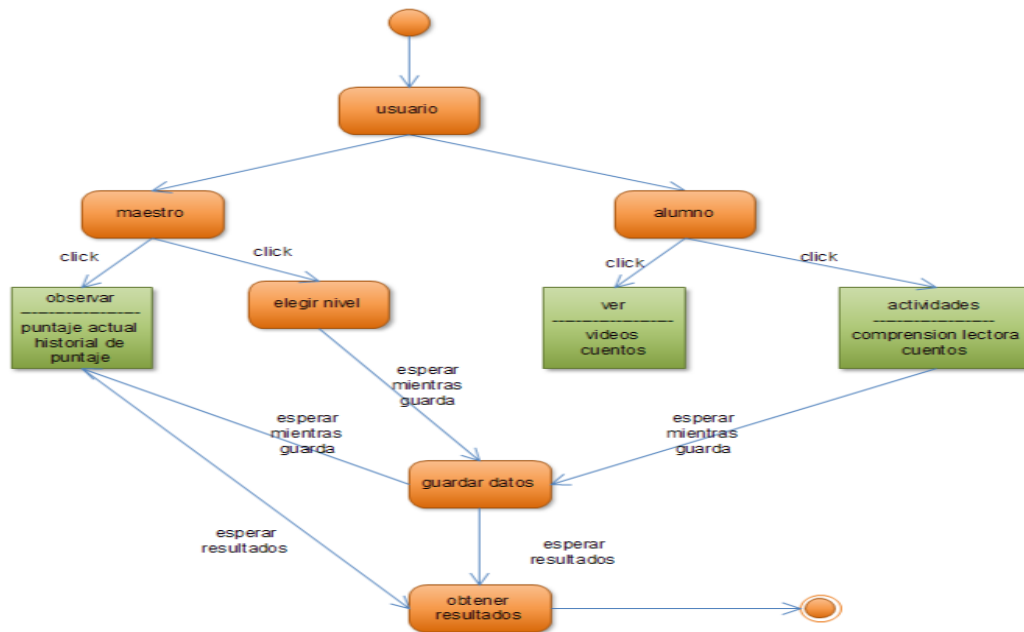 usuario
maestro
alumno
click
click
click
click
observar
--------------------
puntaje actual
historial de
puntaje
elegir nivel
ver
--------------------
videos
cuentos
actividades
--------------------
comprension lectora
cuentos
esperar
mientras
guarda
esperar
mientras
guarda
esperar
mientras
guarda
guardar datos
esperar
resultados
esperar
resultados
obtener
resultados